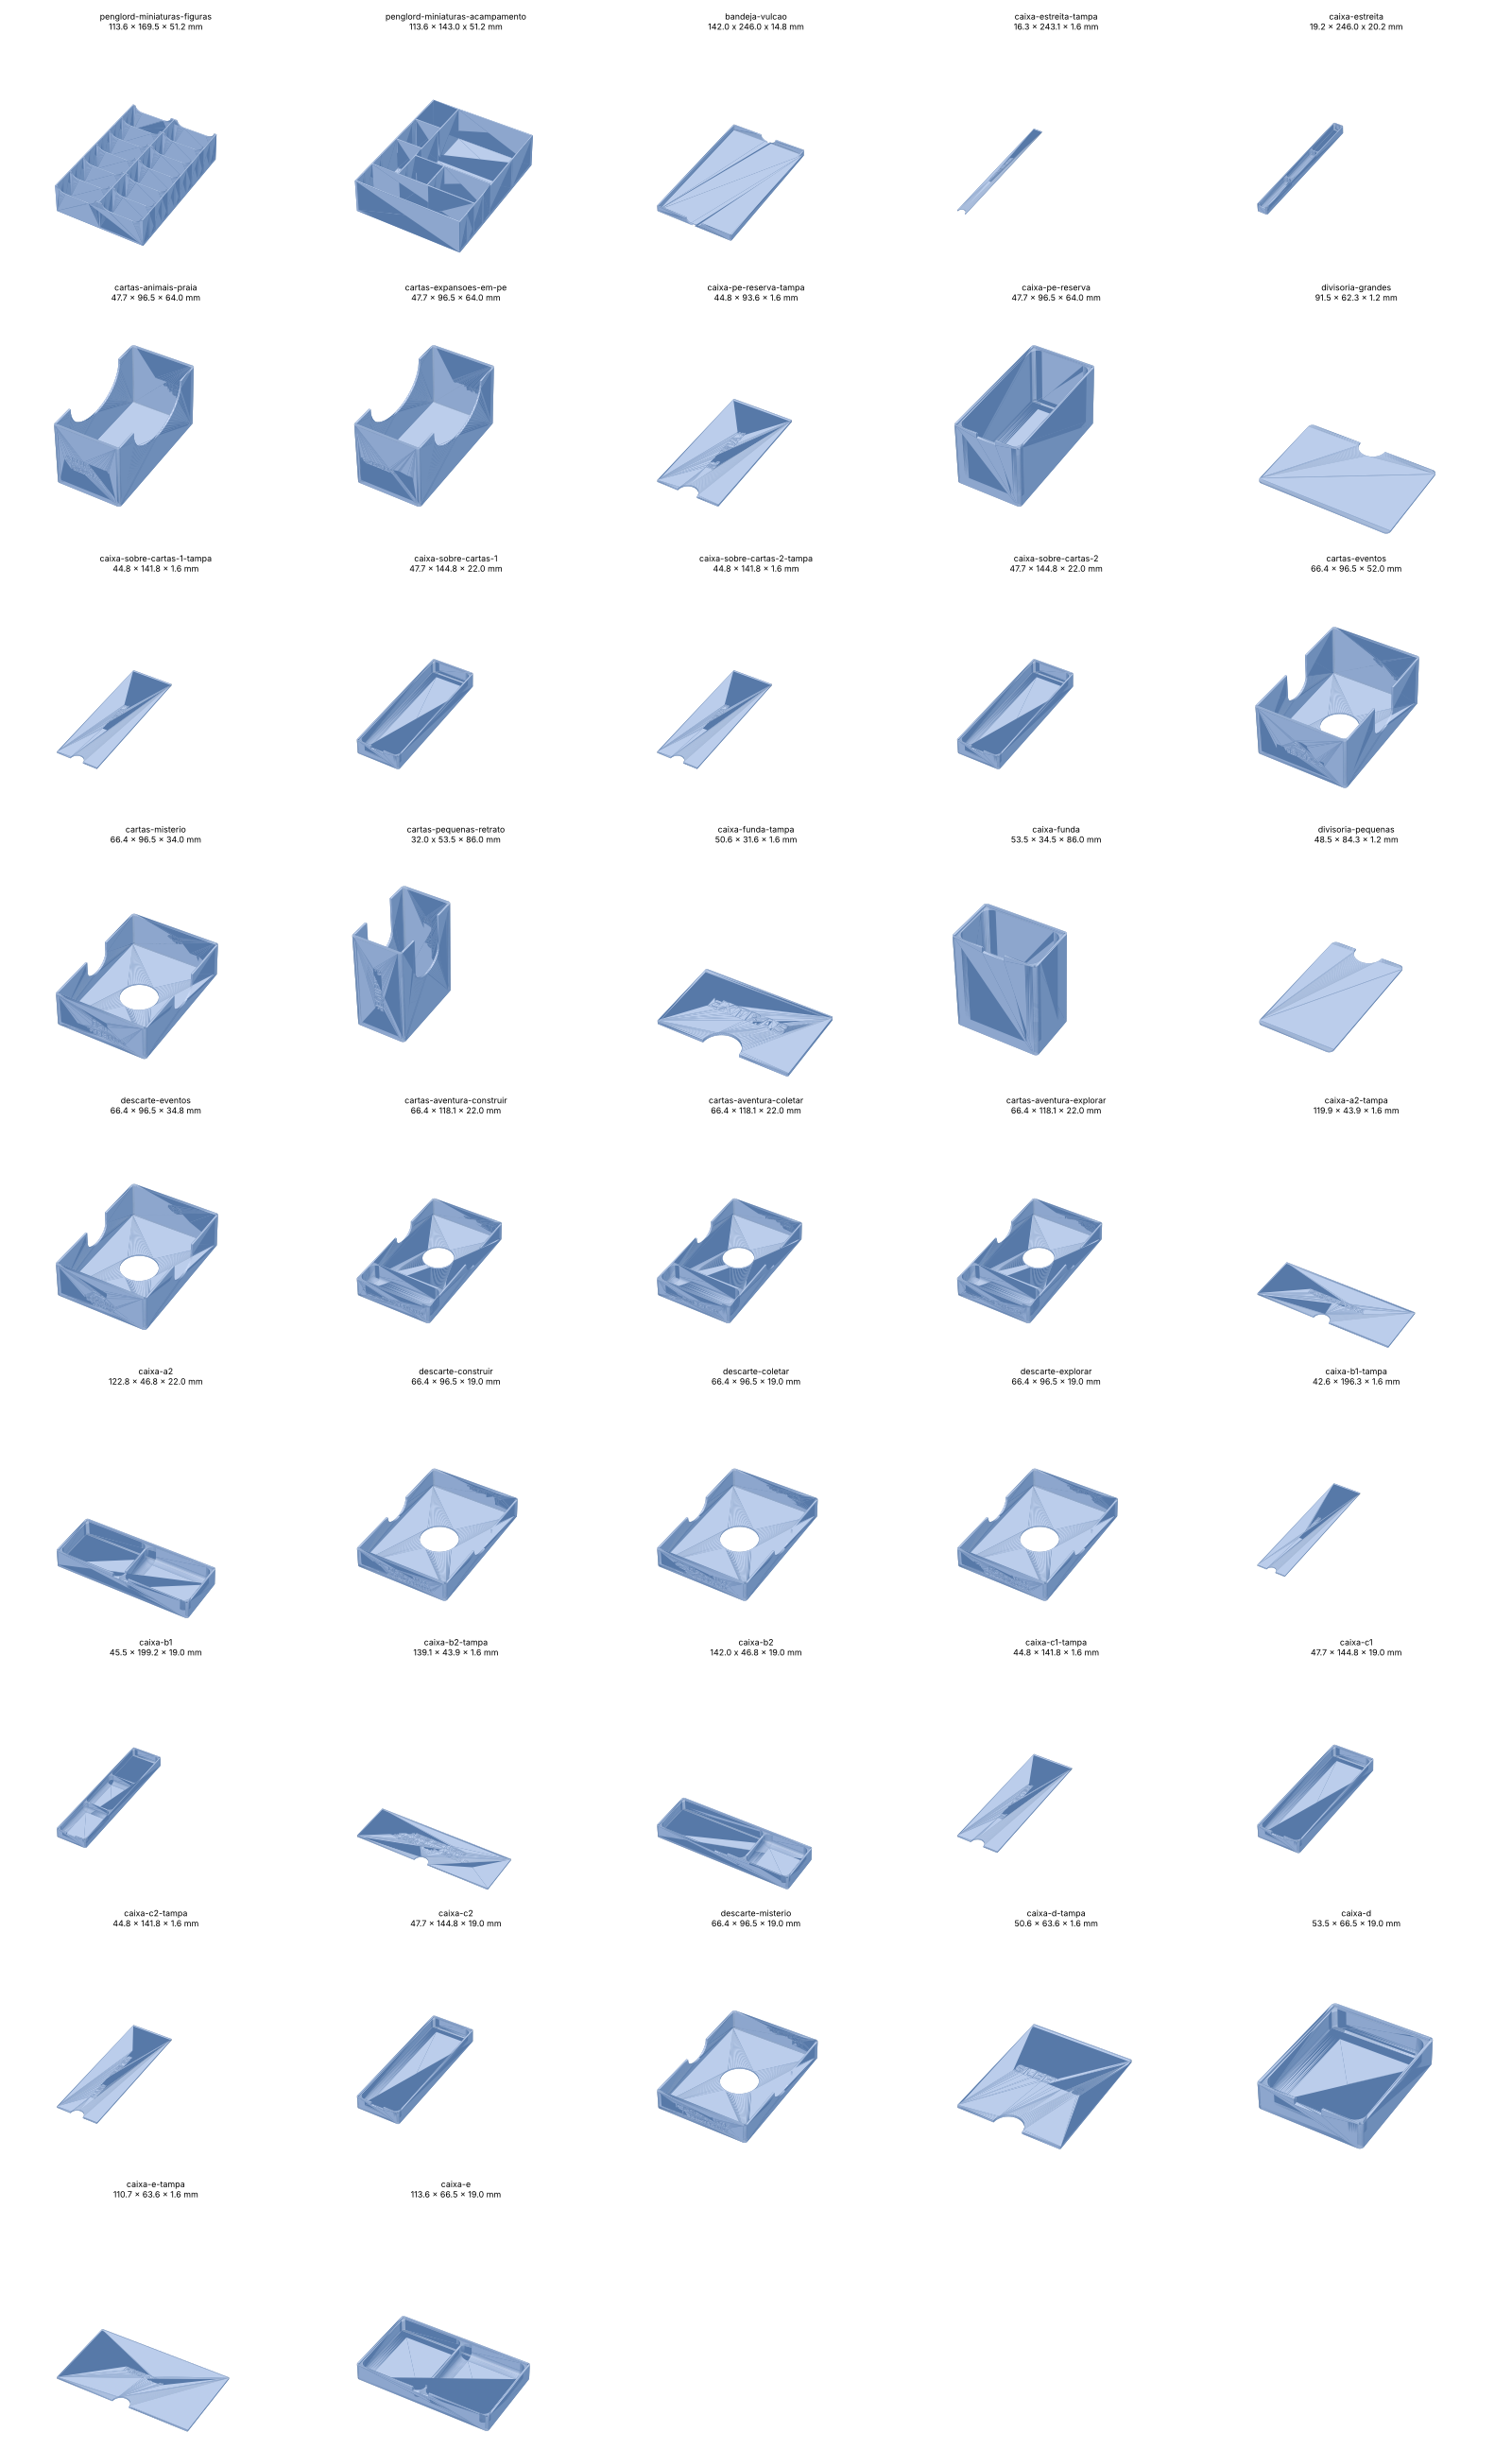 penglord-miniaturas-figuras
113.6 × 169.5 × 51.2 mm
penglord-miniaturas-acampamento
113.6 × 143.0 x 51.2 mm
bandeja-vulcao
142.0 x 246.0 x 14.8 mm
caixa-estreita-tampa
16.3 × 243.1 × 1.6 mm
caixa-estreita
19.2 × 246.0 x 20.2 mm
cartas-animais-praia
47.7 × 96.5 × 64.0 mm
cartas-expansoes-em-pe
47.7 × 96.5 × 64.0 mm
caixa-pe-reserva-tampa
44.8 × 93.6 × 1.6 mm
caixa-pe-reserva
47.7 × 96.5 × 64.0 mm
divisoria-grandes
91.5 × 62.3 × 1.2 mm
caixa-sobre-cartas-1-tampa
44.8 × 141.8 × 1.6 mm
caixa-sobre-cartas-1
47.7 × 144.8 × 22.0 mm
caixa-sobre-cartas-2-tampa
44.8 × 141.8 × 1.6 mm
caixa-sobre-cartas-2
47.7 × 144.8 × 22.0 mm
cartas-eventos
66.4 × 96.5 × 52.0 mm
cartas-misterio
66.4 × 96.5 × 34.0 mm
cartas-pequenas-retrato
32.0 x 53.5 × 86.0 mm
caixa-funda-tampa
50.6 × 31.6 × 1.6 mm
caixa-funda
53.5 × 34.5 × 86.0 mm
divisoria-pequenas
48.5 × 84.3 × 1.2 mm
descarte-eventos
66.4 × 96.5 × 34.8 mm
cartas-aventura-construir
66.4 × 118.1 × 22.0 mm
cartas-aventura-coletar
66.4 × 118.1 × 22.0 mm
cartas-aventura-explorar
66.4 × 118.1 × 22.0 mm
caixa-a2-tampa
119.9 × 43.9 × 1.6 mm
caixa-a2
122.8 × 46.8 × 22.0 mm
descarte-construir
66.4 × 96.5 × 19.0 mm
descarte-coletar
66.4 × 96.5 × 19.0 mm
descarte-explorar
66.4 × 96.5 × 19.0 mm
caixa-b1-tampa
42.6 × 196.3 × 1.6 mm
caixa-b1
45.5 × 199.2 × 19.0 mm
caixa-b2-tampa
139.1 × 43.9 × 1.6 mm
caixa-b2
142.0 x 46.8 × 19.0 mm
caixa-c1-tampa
44.8 × 141.8 × 1.6 mm
caixa-c1
47.7 × 144.8 × 19.0 mm
caixa-c2-tampa
44.8 × 141.8 × 1.6 mm
caixa-c2
47.7 × 144.8 × 19.0 mm
descarte-misterio
66.4 × 96.5 × 19.0 mm
caixa-d-tampa
50.6 × 63.6 × 1.6 mm
caixa-d
53.5 × 66.5 × 19.0 mm
caixa-e-tampa
110.7 × 63.6 × 1.6 mm
caixa-e
113.6 × 66.5 × 19.0 mm